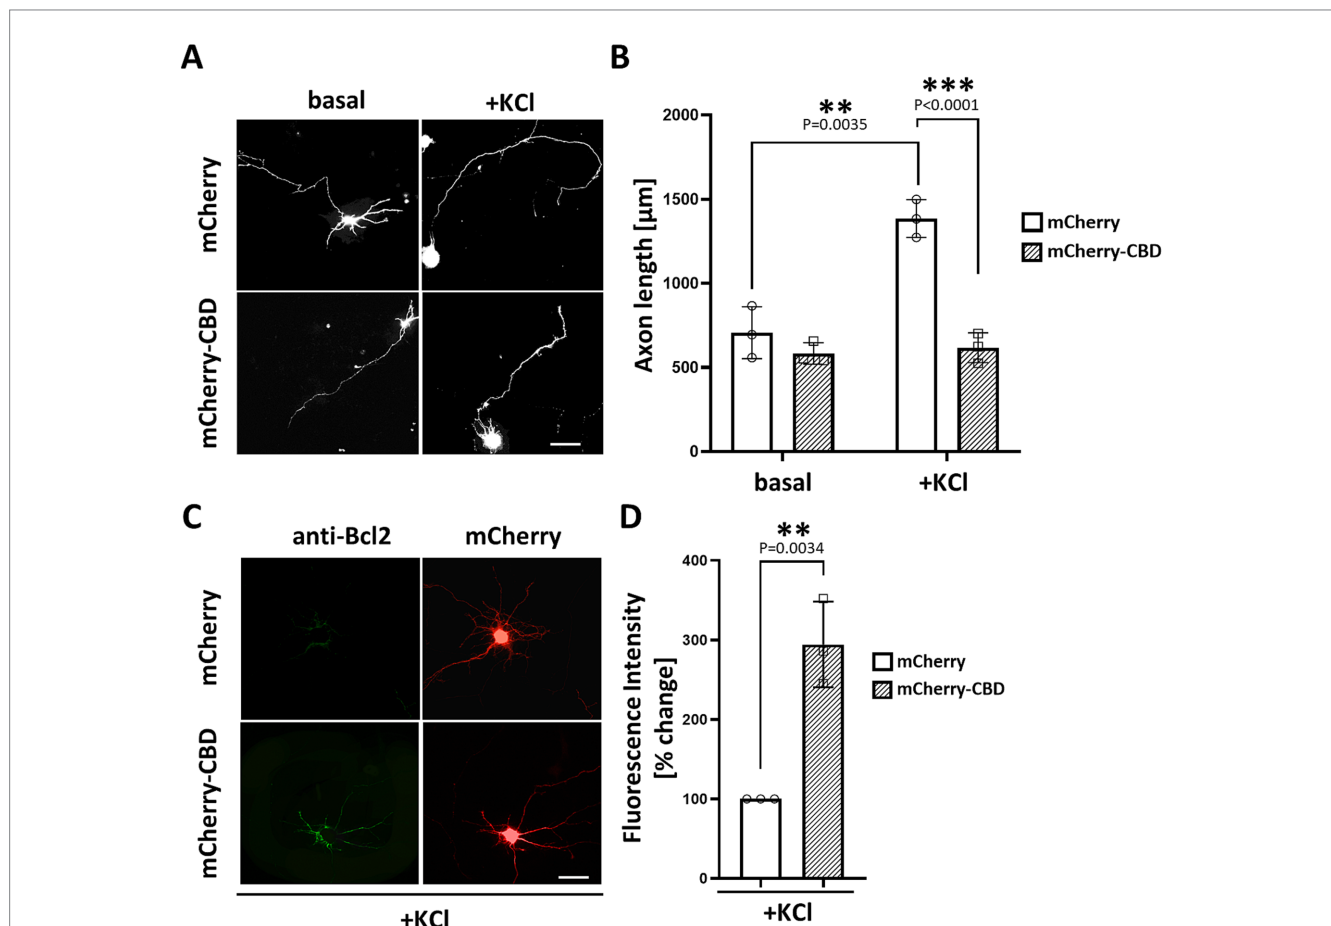 A
basal
+KCl
mCherry
mCherry-CBD
B
**
P=0.0035
***
P<0.0001
Axon length [µm]
2000
1500
1000
500
0
basal
+KCl
mCherry
mCherry-CBD
C
anti-Bcl2
mCherry
mCherry
mCherry-CBD
+KCl
D
**
P=0.0034
Fluorescence Intensity
[% change]
400
300
200
100
0
+KCl
mCherry
mCherry-CBD